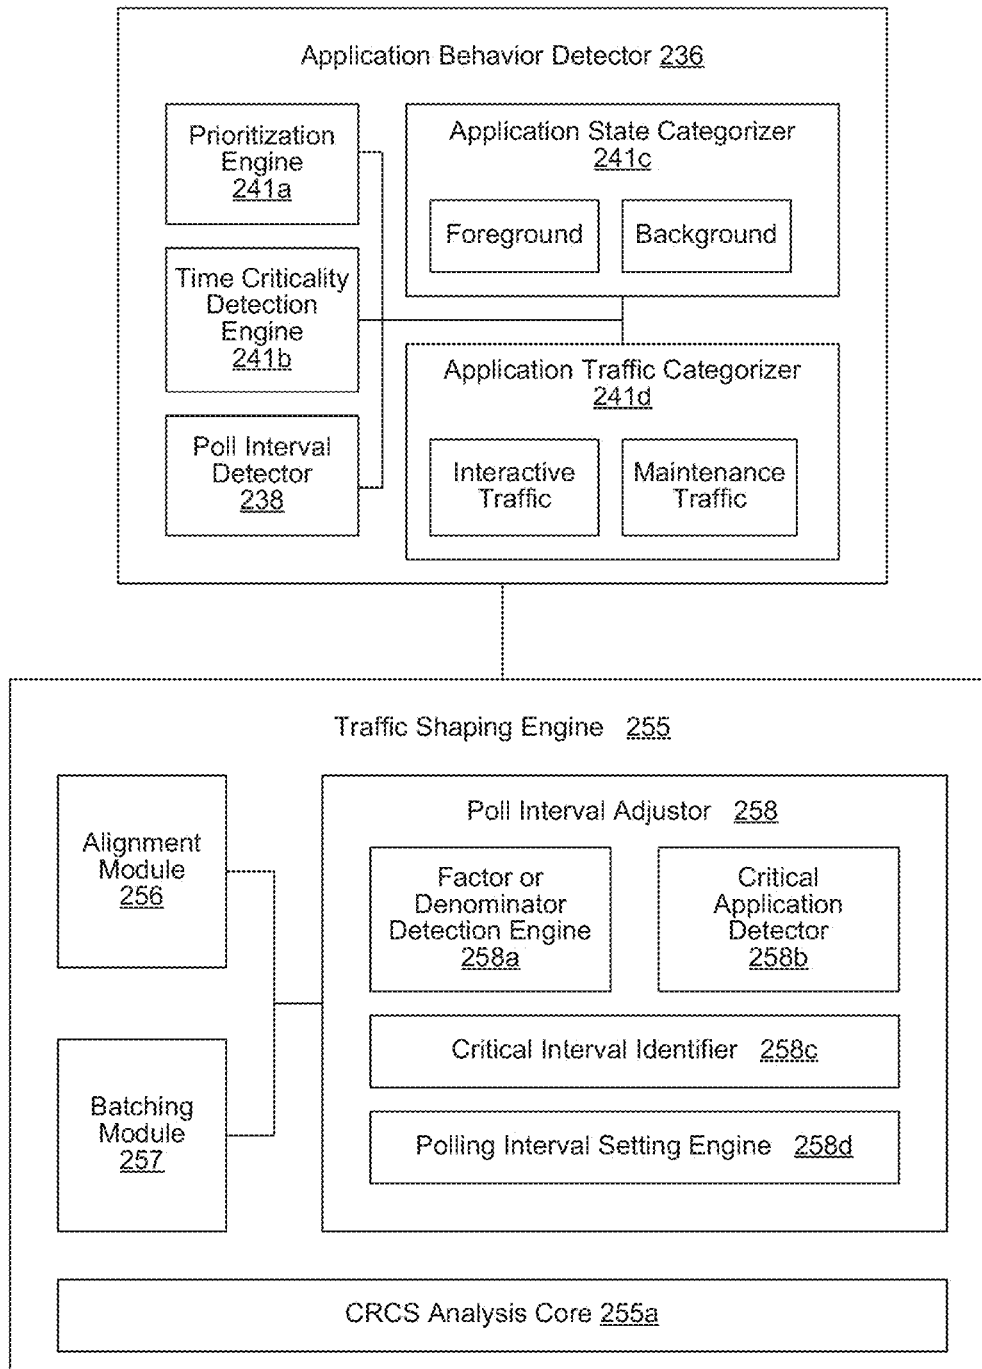 Application Behavior Detector 236
Prioritization
Engine
241a
Application State Categorizer
241c
Foreground
Background
Time Criticality
Detection
Engine
241b
Application Traffic Categorizer
241d
Poll Interval
Detector
238
Interactive
Traffic
Maintenance
Traffic
Traffic Shaping Engine 255
Alignment
Module
256
Poll Interval Adjustor 258
Factor or
Denominator
Detection Engine
258a
Critical
Application
Detector
258b
Critical Interval Identifier 258c
Batching
Module
257
Polling Interval Setting Engine 258d
CRCS Analysis Core 255a